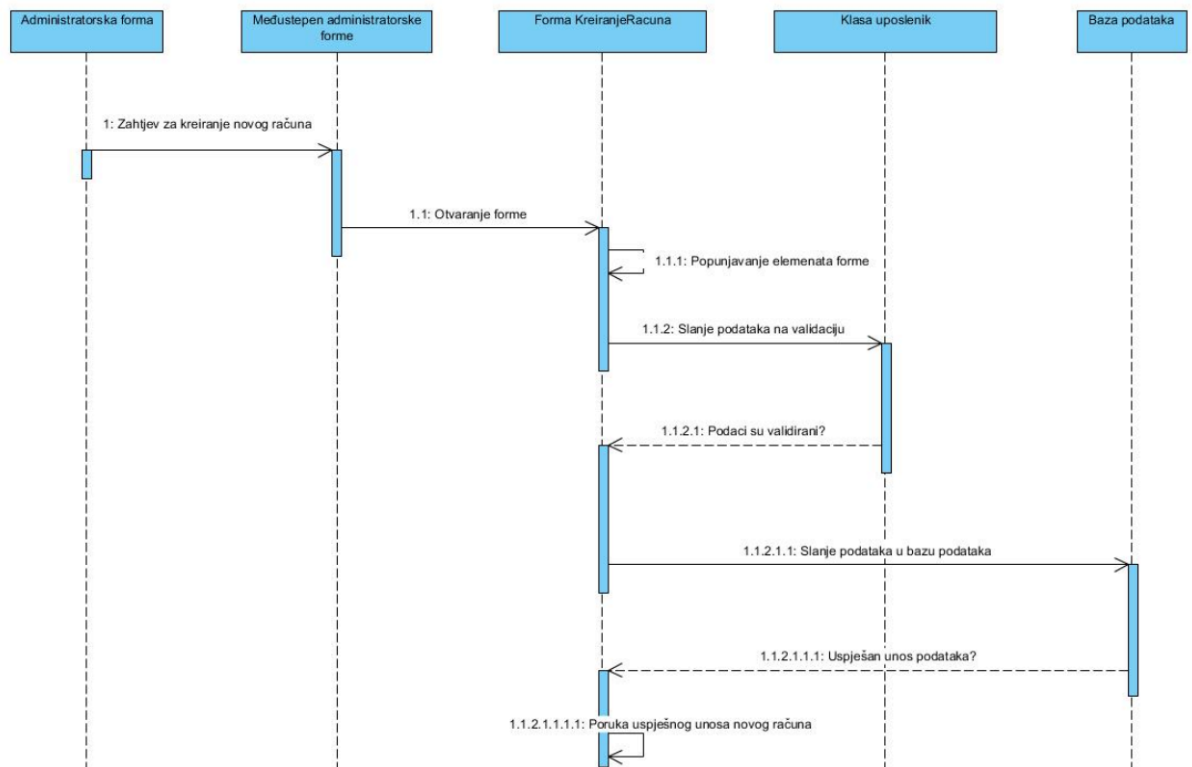 Administratorska forma
Međustepen administratorske
forme
Forma KreiranjeRacuna
Klasa uposlenik
Baza podataka
1: Zahtjev za kreiranje novog računa
1.1: Otvaranje forme
1.1.1: Popunjavanje elemenata forme
1.1.2: Slanje podataka na validaciju
1.1.2.1: Podaci su validirani?
1.1.2.1.1: Slanje podataka u bazu podataka
1.1.2.1.1.1: Uspješan unos podataka?
1.1.2.1.1.1.1: Poruka uspješnog unosa novog računa